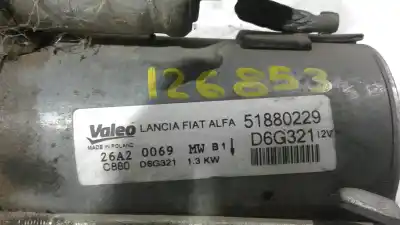 126853
Valeo LANCIA FIAT ALFA 51880229
MADE IN POLAND D6G321 12V
26A2 0069 MW B1
CBB0 D6G321 1.3 KW